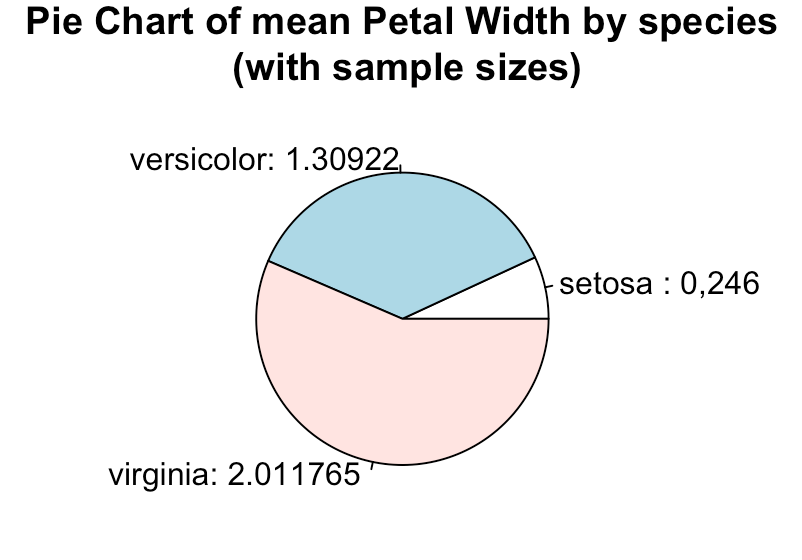 Pie Chart of mean Petal Width by species
(with sample sizes)
versicolor: 1.30922
setosa : 0,246
virginia: 2.011765